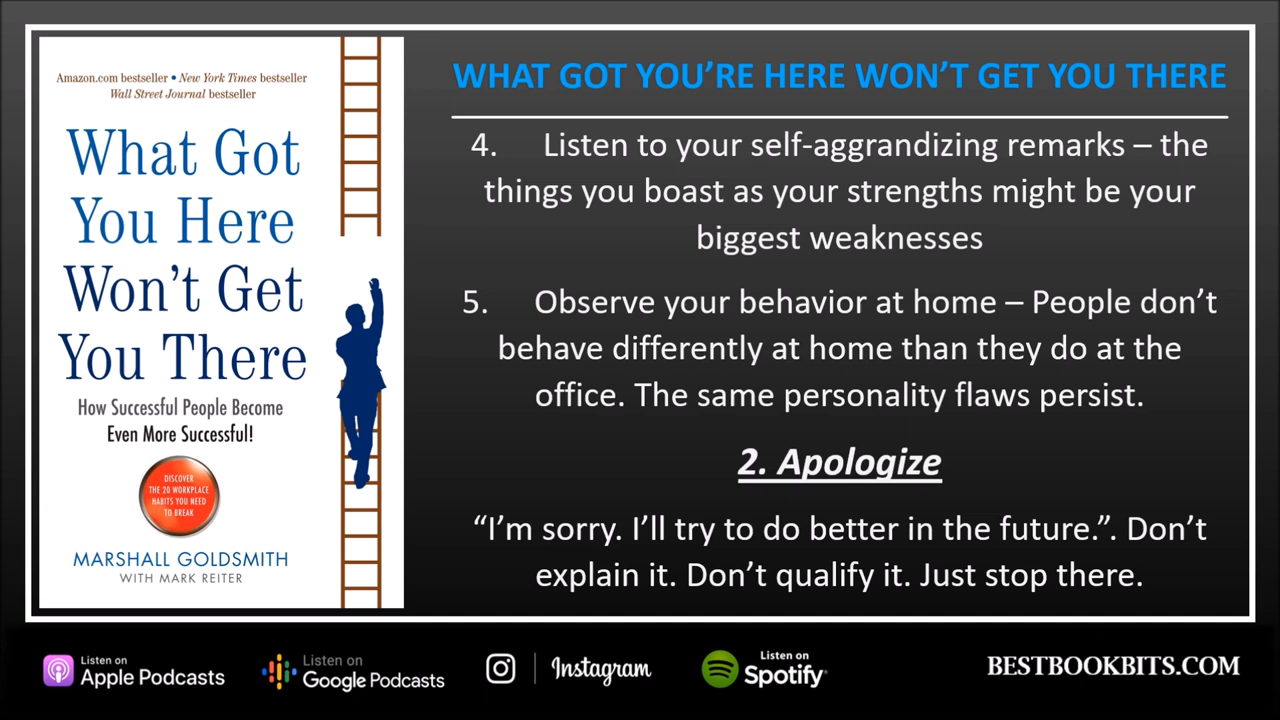 Amazon.com bestseller • New York Times bestseller
Wall Street Journal bestseller
What Got
You Here
Won't Get
You There
How Successful People Become
Even More Successful!
DISCOVER
THE 20 WORKPLACE
HABITS YOU NEED
TO BREAK
MARSHALL GOLDSMITH
WITH MARK REITER
WHAT GOT YOU'RE HERE WON'T GET YOU THERE
4. Listen to your self-aggrandizing remarks – the
things you boast as your strengths might be your
biggest weaknesses
5. Observe your behavior at home – People don't
behave differently at home than they do at the
office. The same personality flaws persist.
2. Apologize
“I'm sorry. I'll try to do better in the future.”. Don't
explain it. Don't qualify it. Just stop there.
Listen on
Apple Podcasts
Listen on
Google Podcasts
Instagram
Listen on
Spotify
BESTBOOKBITS.COM